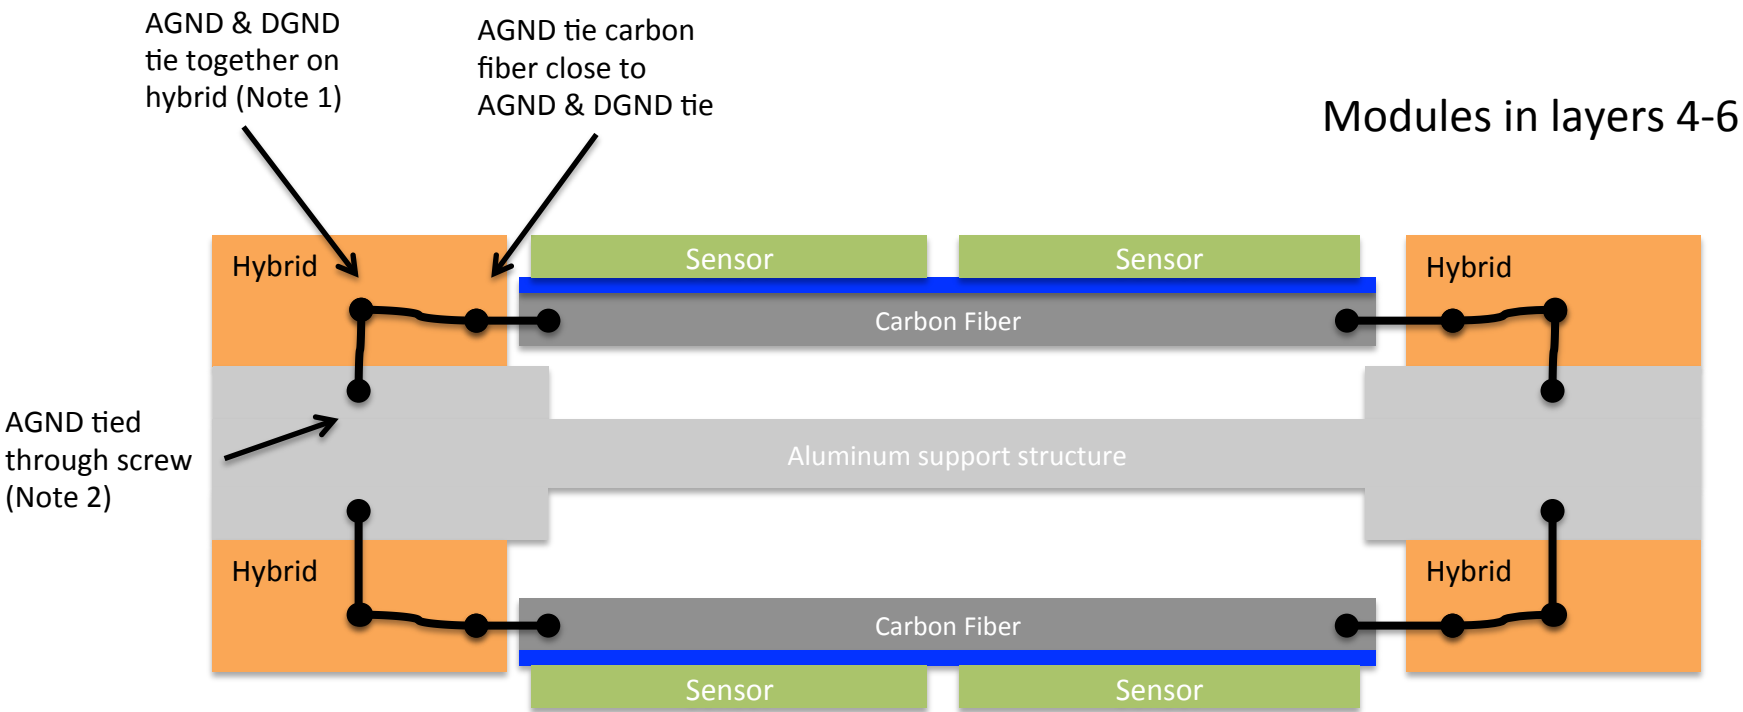 AGND & DGND
tie together on
hybrid (Note 1)
AGND tie carbon
fiber close to
AGND & DGND tie
Modules in layers 4-6
Hybrid
Sensor
Sensor
Hybrid
Carbon Fiber
AGND tied
through screw
(Note 2)
Aluminum support structure
Hybrid
Hybrid
Carbon Fiber
Sensor
Sensor